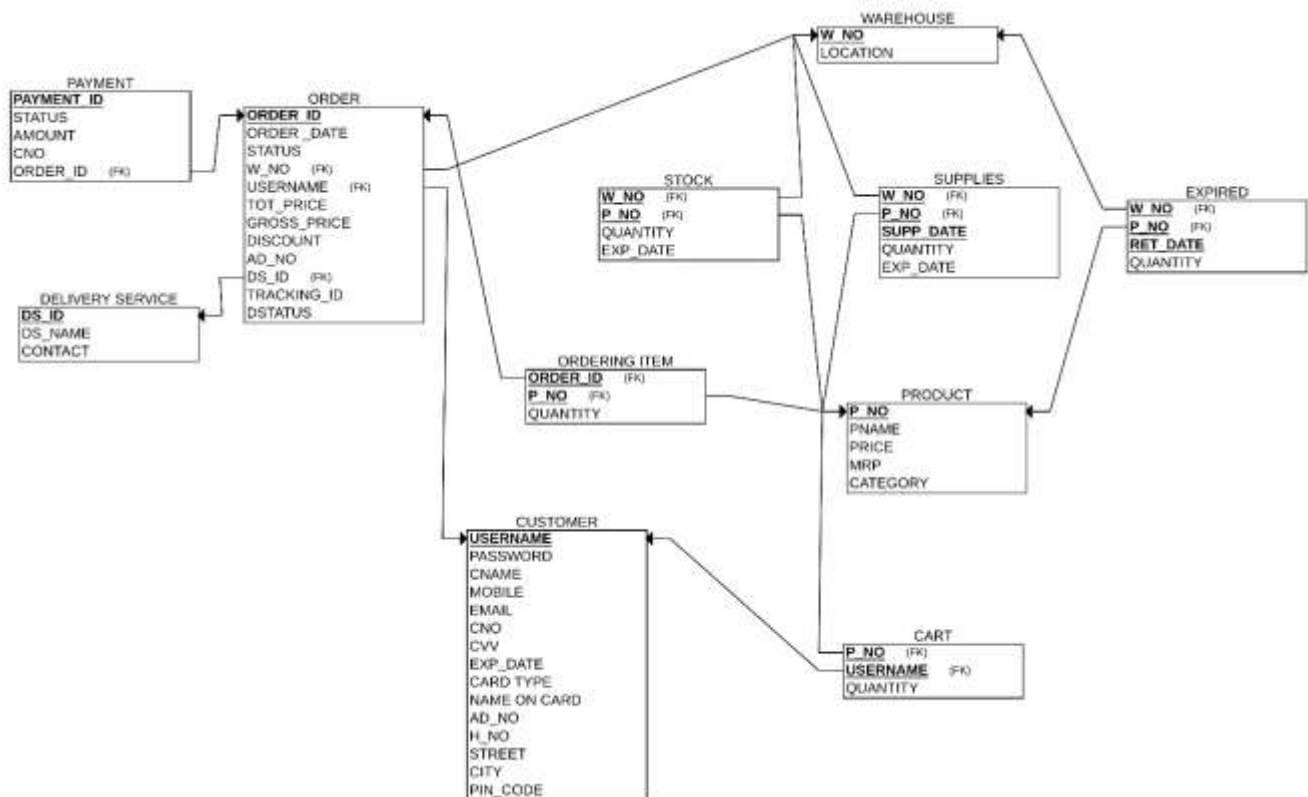 WAREHOUSE
W_NO
LOCATION
PAYMENT
PAYMENT_ID
STATUS
AMOUNT
CNO
ORDER_ID (FK)
ORDER
ORDER_ID
ORDER _DATE
STATUS
W_NO (FK)
USERNAME (FK)
TOT_PRICE
GROSS_PRICE
DISCOUNT
AD_NO
DS_ID (FK)
TRACKING_ID
DSTATUS
STOCK
W_NO (FK)
P_NO (FK)
QUANTITY
EXP_DATE
SUPPLIES
W_NO (FK)
P_NO (FK)
SUPP_DATE
QUANTITY
EXP_DATE
EXPIRED
W_NO (FK)
P_NO (FK)
RET_DATE
QUANTITY
DELIVERY SERVICE
DS_ID
DS_NAME
CONTACT
ORDERING ITEM
ORDER_ID (FK)
P_NO (FK)
QUANTITY
PRODUCT
P_NO
PNAME
PRICE
MRP
CATEGORY
CUSTOMER
USERNAME
PASSWORD
CNAME
MOBILE
EMAIL
CNO
CVV
EXP_DATE
CARD TYPE
NAME ON CARD
AD_NO
H_NO
STREET
CITY
PIN_CODE
CART
P_NO (FK)
USERNAME (FK)
QUANTITY